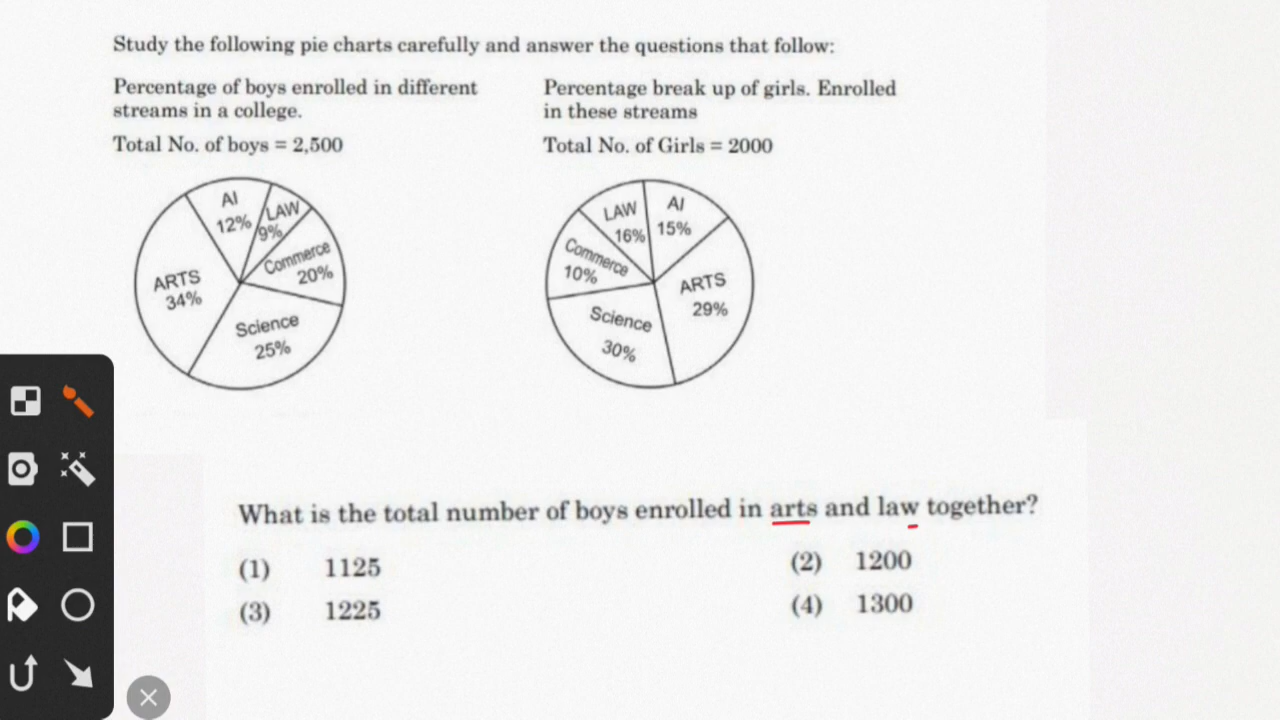 Study the following pie charts carefully and answer the questions that follow:
Percentage of boys enrolled in different
streams in a college.
Total No. of boys = 2,500
Percentage break up of girls. Enrolled
in these streams
Total No. of Girls = 2000
AI
12%
LAW
9%
Commerce
20%
ARTS
34%
Science
25%
LAW
16%
AI
15%
Commerce
10%
ARTS
29%
Science
30%
What is the total number of boys enrolled in arts and law together?
(1) 1125
(2) 1200
(3) 1225
(4) 1300